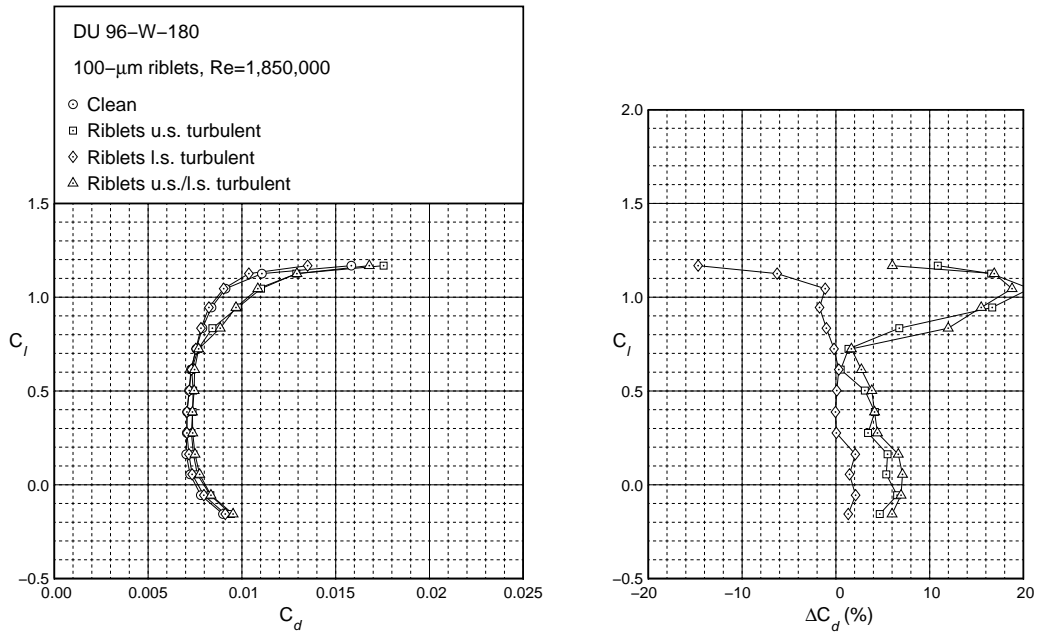 DU 96−W−180
100−μm riblets, Re=1,850,000
Clean
Riblets u.s. turbulent
Riblets l.s. turbulent
Riblets u.s./l.s. turbulent
1.5
1.0
C_l
0.5
0.0
−0.5
0.00 0.005 0.01 0.015 0.02 0.025
C_d
2.0
1.5
1.0
C_l
0.5
0.0
−0.5
−20 −10 0 10 20
ΔC_d (%)